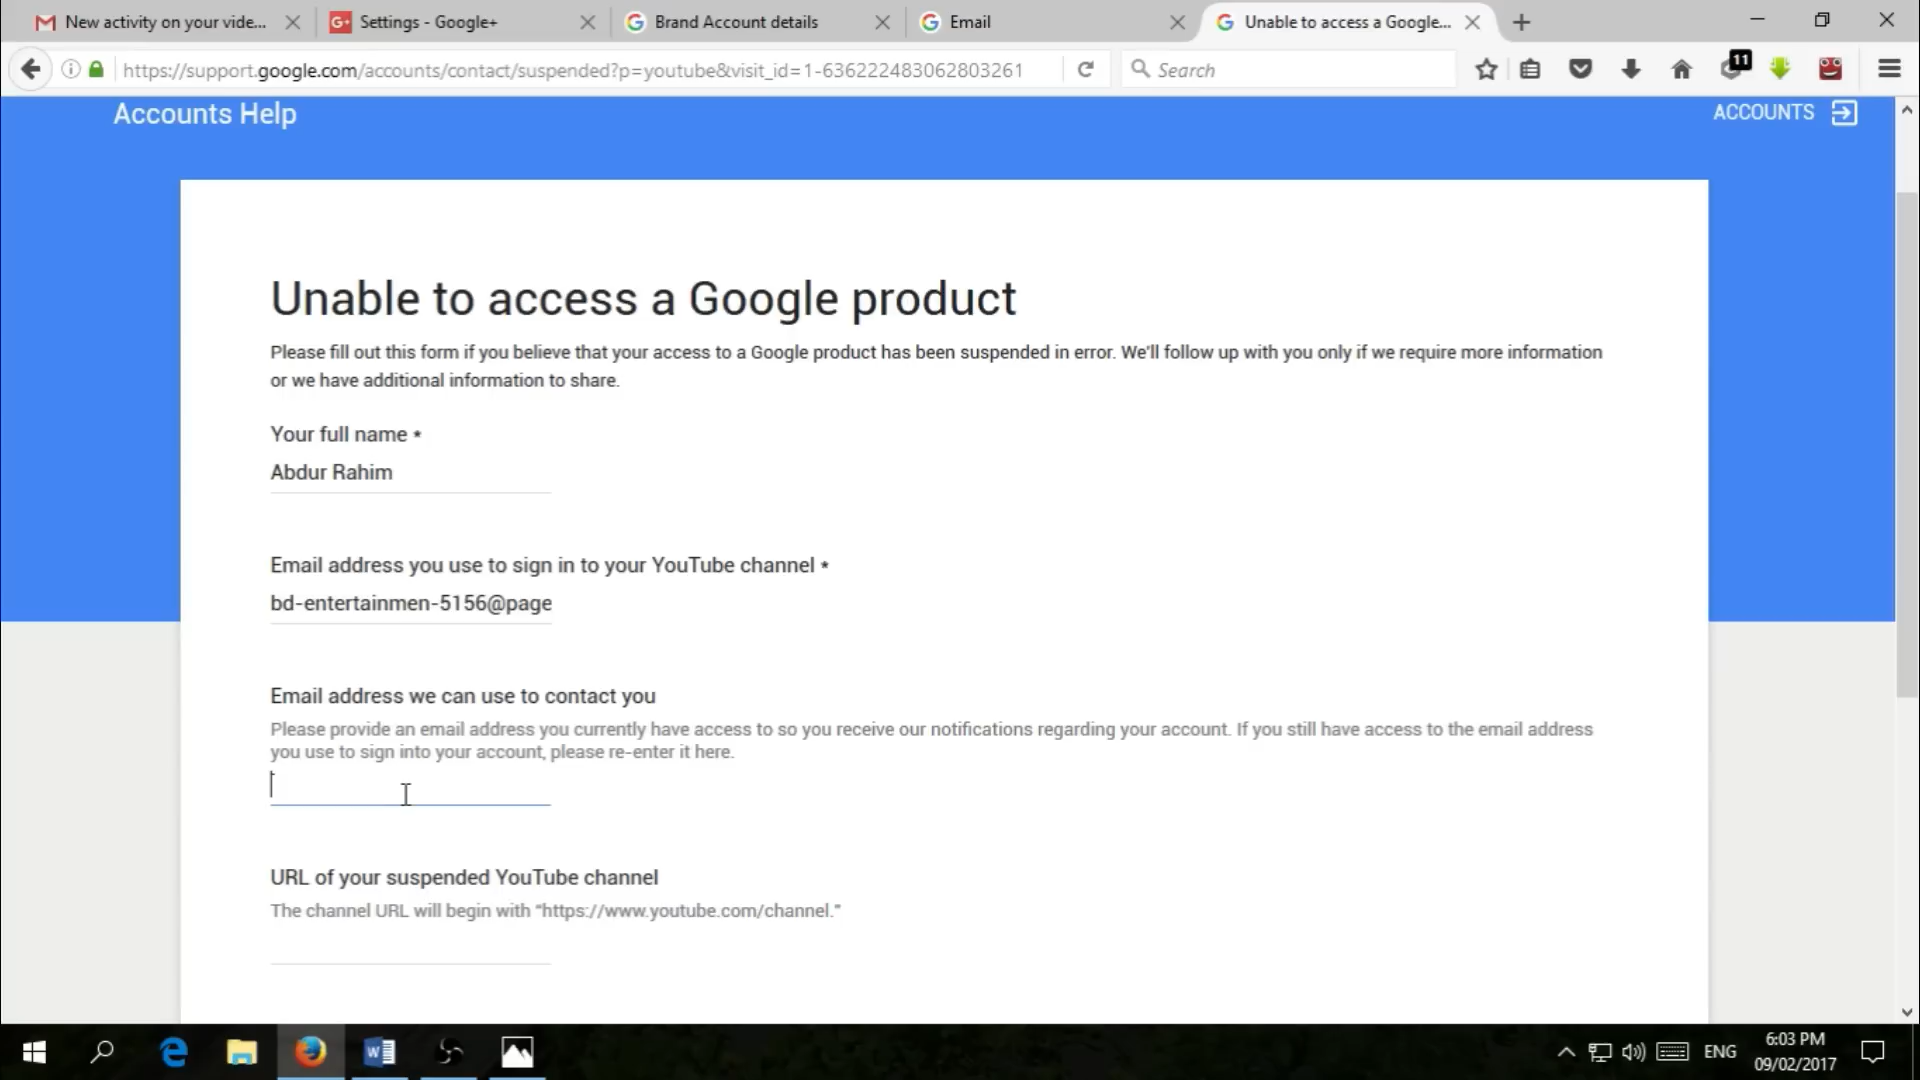 New activity on your vide...
Settings - Google+
Brand Account details
Email
Unable to access a Google...
https://support.google.com/accounts/contact/suspended?p=youtube&visit_id=1-636222483062803261
Search
11
Accounts Help
ACCOUNTS
Unable to access a Google product
Please fill out this form if you believe that your access to a Google product has been suspended in error. We'll follow up with you only if we require more information
or we have additional information to share.
Your full name *
Abdur Rahim
Email address you use to sign in to your YouTube channel *
bd-entertainmen-5156@page
Email address we can use to contact you
Please provide an email address you currently have access to so you receive our notifications regarding your account. If you still have access to the email address
you use to sign into your account, please re-enter it here.
URL of your suspended YouTube channel
The channel URL will begin with “https://www.youtube.com/channel.”
ENG
6:03 PM
09/02/2017